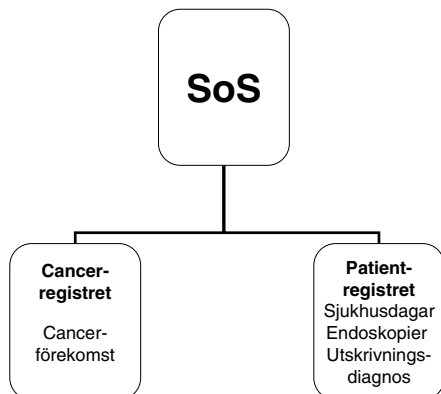 SoS
Cancer-
registret
Cancer-
förekomst
Patient-
registret
Sjukhusdagar
Endoskopier
Utskrivnings-
diagnos